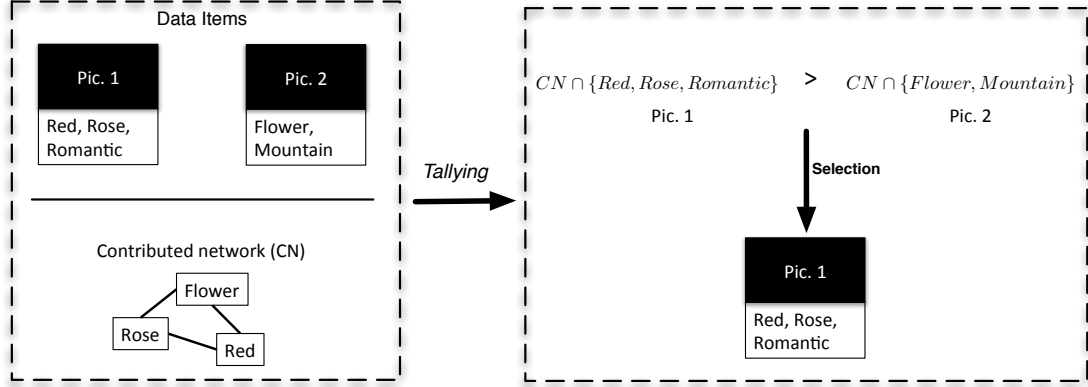 Data Items
Pic. 1
Red, Rose,
Romantic
Pic. 2
Flower,
Mountain
Contributed network (CN)
Flower
Rose
Red
Tallying
CN ∩ {Red, Rose, Romantic} > CN ∩ {Flower, Mountain}
Pic. 1 Pic. 2
Selection
Pic. 1
Red, Rose,
Romantic